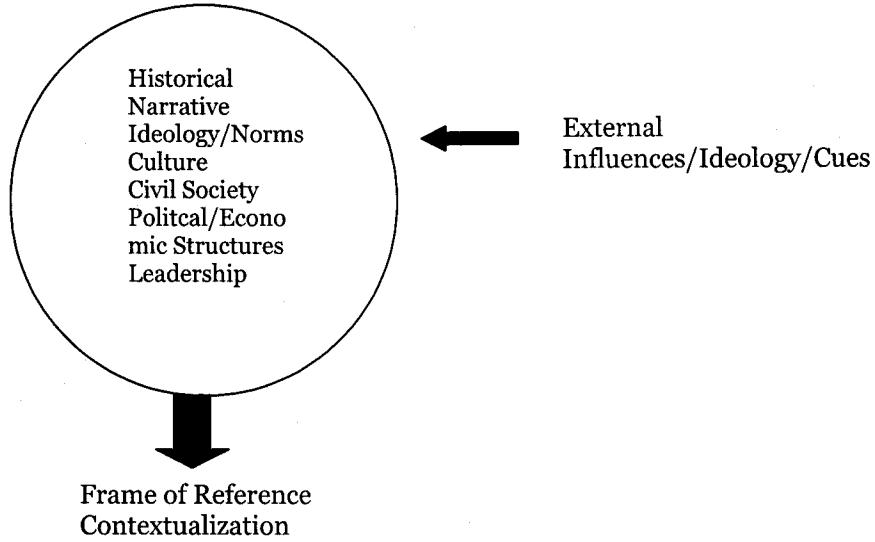 Historical
Narrative
Ideology/Norms
Culture
Civil Society
Politcal/Econo
mic Structures
Leadership
External
Influences/Ideology/Cues
Frame of Reference
Contextualization